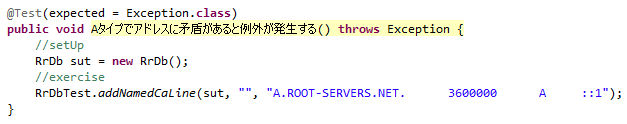 @Test(expected = Exception.class)
public void Aタイプでアドレスに矛盾があると例外が発生する() throws Exception {
//setUp
RrDb sut = new RrDb();
//exercise
RrDbTest.addNamedCaLine(sut, "", "A.ROOT-SERVERS.NET.      3600000      A     ::1");
}